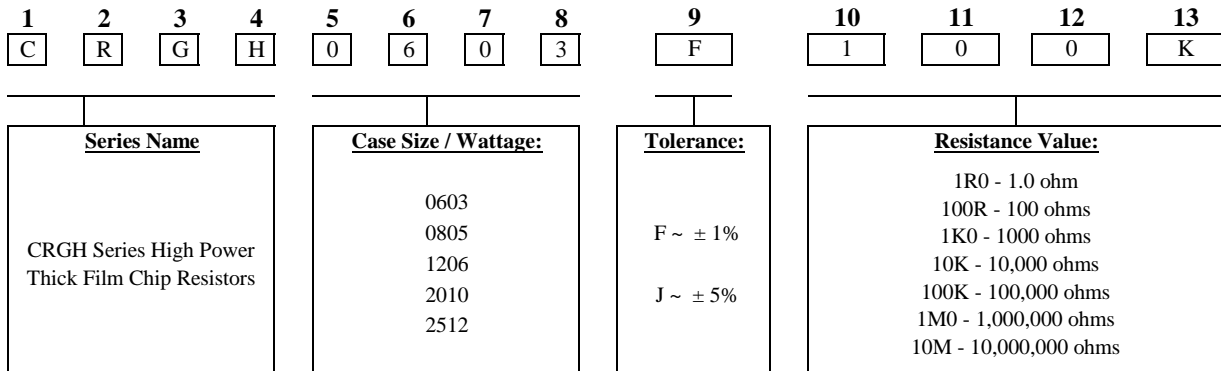 1 2 3 4 5 6 7 8 9 10 11 12 13
C R G H 0 6 0 3 F 1 0 0 K
Series Name
CRGH Series High Power
Thick Film Chip Resistors
Case Size / Wattage:
0603
0805
1206
2010
2512
Tolerance:
F ~ ± 1%
J ~ ± 5%
Resistance Value:
1R0 - 1.0 ohm
100R - 100 ohms
1K0 - 1000 ohms
10K - 10,000 ohms
100K - 100,000 ohms
1M0 - 1,000,000 ohms
10M - 10,000,000 ohms